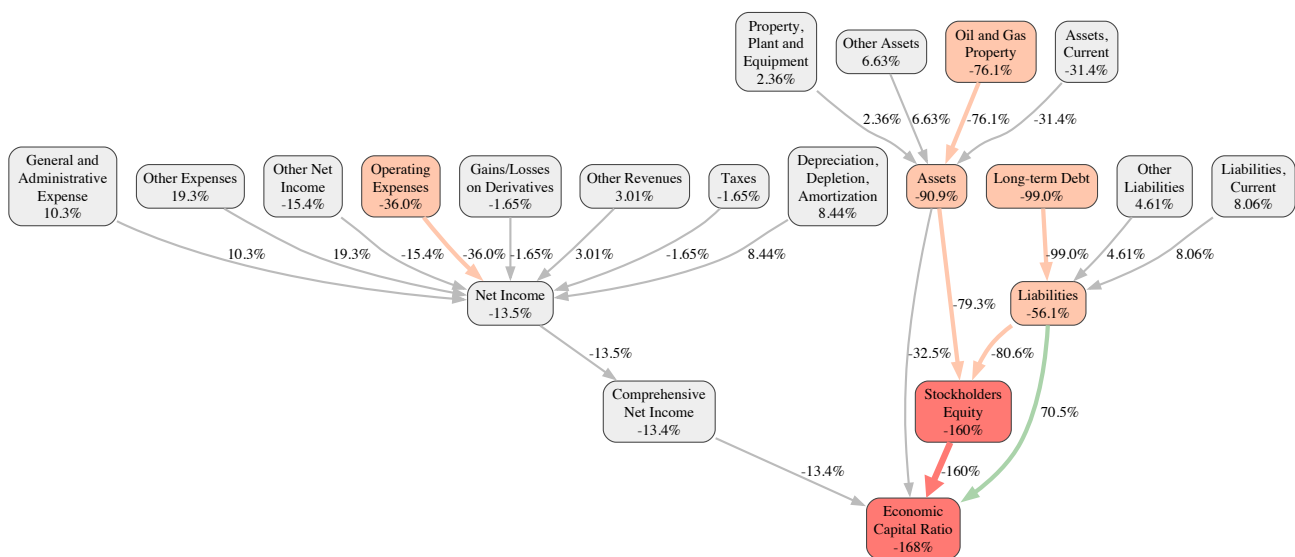 Property,
Plant and
Equipment
2.36%
Other Assets
6.63%
Oil and Gas
Property
-76.1%
Assets,
Current
-31.4%
2.36%
6.63%
-76.1%
-31.4%
General and
Administrative
Expense
10.3%
Other Expenses
19.3%
Other Net
Income
-15.4%
Operating
Expenses
-36.0%
Gains/Losses
on Derivatives
-1.65%
Other Revenues
3.01%
Taxes
-1.65%
Depreciation,
Depletion,
Amortization
8.44%
Assets
-90.9%
Long-term Debt
-99.0%
Other
Liabilities
4.61%
Liabilities,
Current
8.06%
10.3%
19.3%
-15.4%
-36.0%
-1.65%
3.01%
-1.65%
8.44%
-99.0%
4.61%
8.06%
Net Income
-13.5%
Liabilities
-56.1%
-13.5%
-32.5%
-79.3%
-80.6%
70.5%
Comprehensive
Net Income
-13.4%
Stockholders
Equity
-160%
-13.4%
-160%
Economic
Capital Ratio
-168%